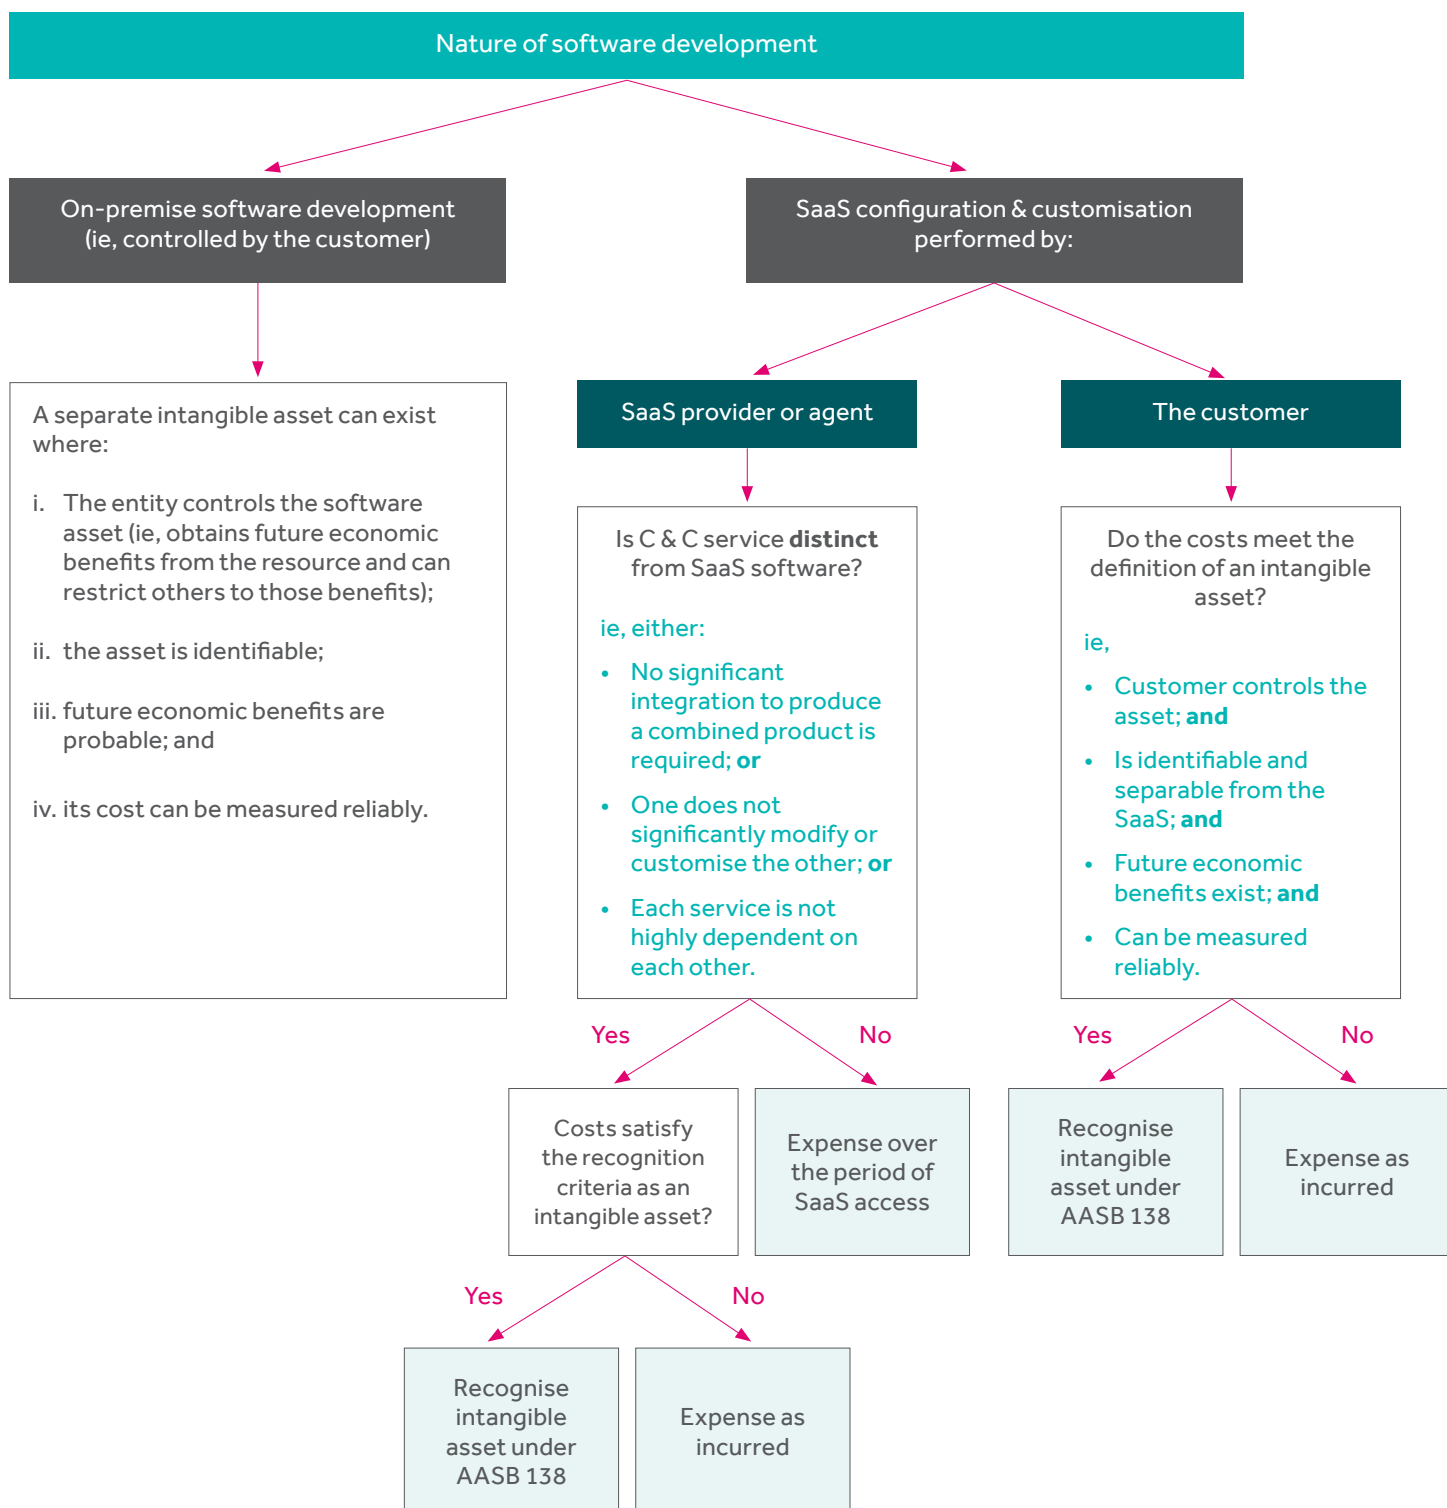 Nature of software development
On-premise software development
(ie, controlled by the customer)
SaaS configuration & customisation
performed by:
A separate intangible asset can exist
where:
i. The entity controls the software
asset (ie, obtains future economic
benefits from the resource and can
restrict others to those benefits);
ii. the asset is identifiable;
iii. future economic benefits are
probable; and
iv. its cost can be measured reliably.
SaaS provider or agent
Is C & C service distinct
from SaaS software?
ie, either:
• No significant
integration to produce
a combined product is
required; or
• One does not
significantly modify or
customise the other; or
• Each service is not
highly dependent on
each other.
The customer
Do the costs meet the
definition of an intangible
asset?
ie,
• Customer controls the
asset; and
• Is identifiable and
separable from the
SaaS; and
• Future economic
benefits exist; and
• Can be measured
reliably.
Yes
No
Yes
No
Costs satisfy
the recognition
criteria as an
intangible asset?
Expense over
the period of
SaaS access
Recognise
intangible
asset under
AASB 138
Expense as
incurred
Yes
No
Recognise
intangible
asset under
AASB 138
Expense as
incurred